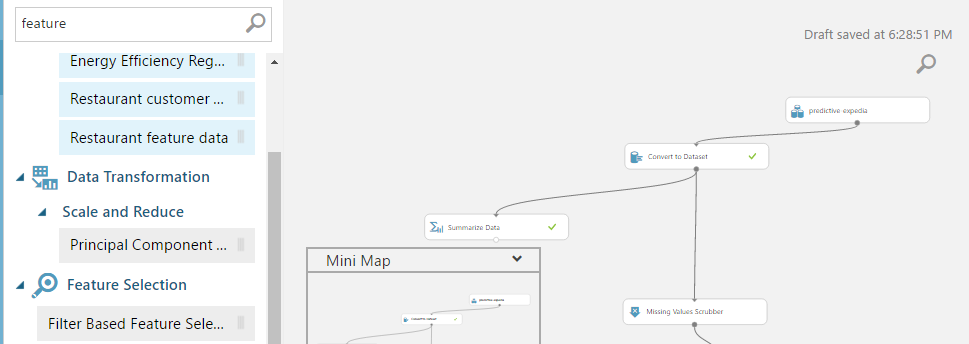 feature
Energy Efficiency Reg...
Restaurant customer ...
Restaurant feature data
Data Transformation
Scale and Reduce
Principal Component ...
Feature Selection
Filter Based Feature Sele...
Draft saved at 6:28:51 PM
predictive expedia
Convert to Dataset
Summarize Data
Mini Map
predictive expedia
Convert to Dataset
Missing Values Scrubber